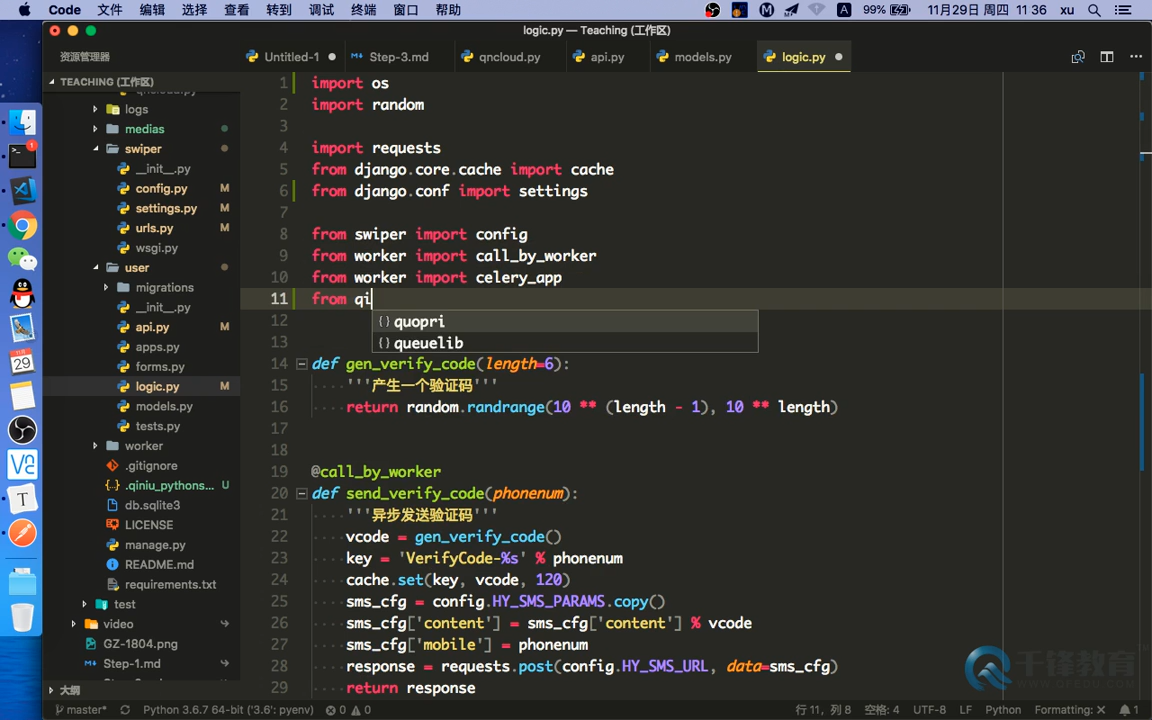 Code 文件 编辑 选择 查看 转到 调试 终端 窗口 帮助 99% 11月29日 周四 11 36 xu
logic.py — Teaching (工作区)
资源管理器
Untitled-1 Step-3.md qncloud.py api.py models.py logic.py
TEACHING (工作区)
logs
medias
swiper
__init__.py
config.py M
settings.py M
urls.py M
wsgi.py
user
migrations
__init__.py
api.py M
apps.py
forms.py
logic.py M
models.py
tests.py
worker
.gitignore
.qiniu_pythons... U
db.sqlite3
LICENSE
manage.py
README.md
requirements.txt
test
video
GZ-1804.png
Step-1.md
大纲
1 import os
2 import random
3
4 import requests
5 from django.core.cache import cache
6 from django.conf import settings
7
8 from swiper import config
9 from worker import call_by_worker
10 from worker import celery_app
11 from qi
12 {} quopri
13 {} queuelib
14 def gen_verify_code(length=6):
15 '''产生一个验证码'''
16 return random.randrange(10 ** (length - 1), 10 ** length)
17
18
19 @call_by_worker
20 def send_verify_code(phonenum):
21 '''异步发送验证码'''
22 vcode = gen_verify_code()
23 key = 'VerifyCode-%s' % phonenum
24 cache.set(key, vcode, 120)
25 sms_cfg = config.HY_SMS_PARAMS.copy()
26 sms_cfg['content'] = sms_cfg['content'] % vcode
27 sms_cfg['mobile'] = phonenum
28 response = requests.post(config.HY_SMS_URL, data=sms_cfg)
29 return response
千锋教育
WWW.QFEDU.COM
master* Python 3.6.7 64-bit ('3.6': pyenv) 0 0 行 11, 列 8 空格: 4 UTF-8 LF Python Formatting: ✕ 1